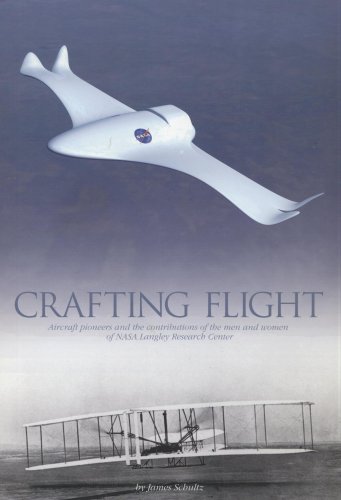 NASA
CRAFTING FLIGHT
Aircraft pioneers and the contributions of the men and women
of NASA Langley Research Center
by James Schultz